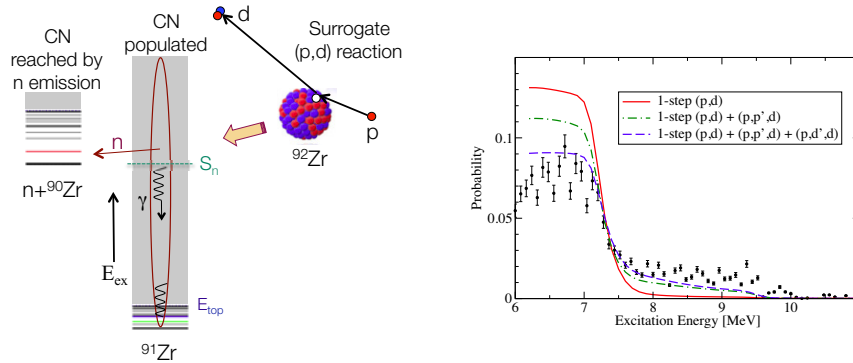 CN
reached by
n emission
CN
populated
d
Surrogate
(p,d) reaction
p
⁹²Zr
n
Sₙ
n+⁹⁰Zr
γ
Eₑₓ
E_top
⁹¹Zr
1-step (p,d)
1-step (p,d) + (p,p',d)
1-step (p,d) + (p,p',d) + (p,d',d)
Probability
0.1
0.05
0
6
7
8
9
10
Excitation Energy [MeV]